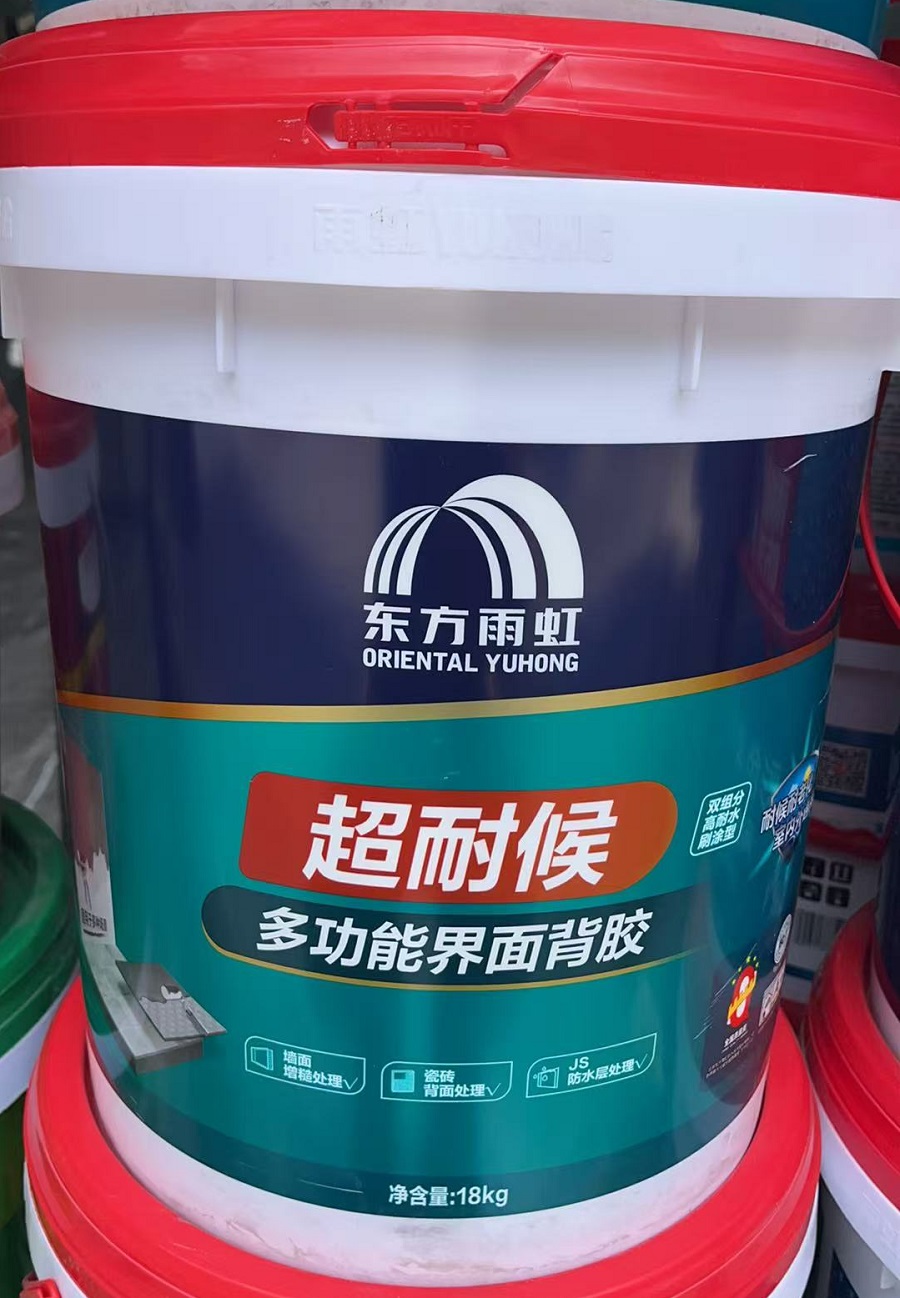 东方雨虹
ORIENTAL YUHONG
超耐候
多功能界面背胶
双组分
高耐水
刷涂型
墙面
增糙处理
瓷砖
背面处理
JS
防水层处理
净含量:18kg